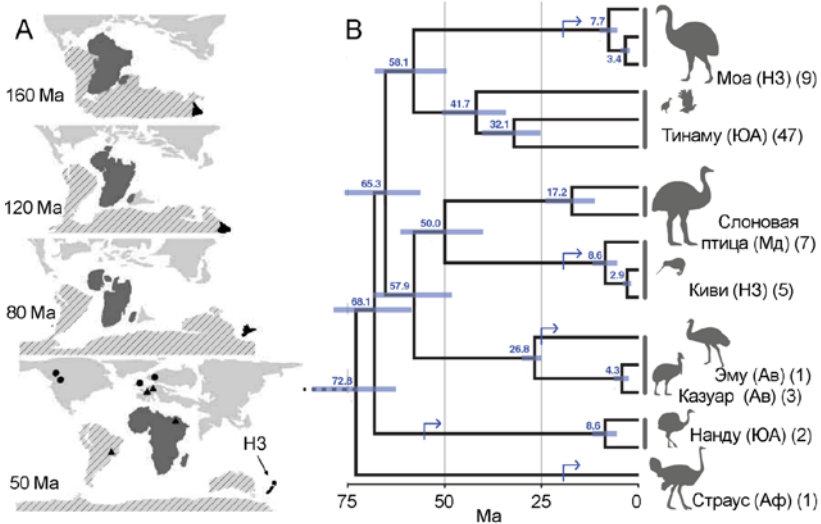 A
160 Ma
120 Ma
80 Ma
50 Ma
НЗ
B
7.7
3.4
58.1
41.7
32.1
65.3
17.2
50.0
8.6
2.9
57.9
68.1
26.8
4.3
72.8
8.6
Моа (НЗ) (9)
Тинаму (ЮА) (47)
Слоновая
птица (Мд) (7)
Киви (НЗ) (5)
Эму (Ав) (1)
Казуар (Ав) (3)
Нанду (ЮА) (2)
Страус (Аф) (1)
75 50 25 0
Ma